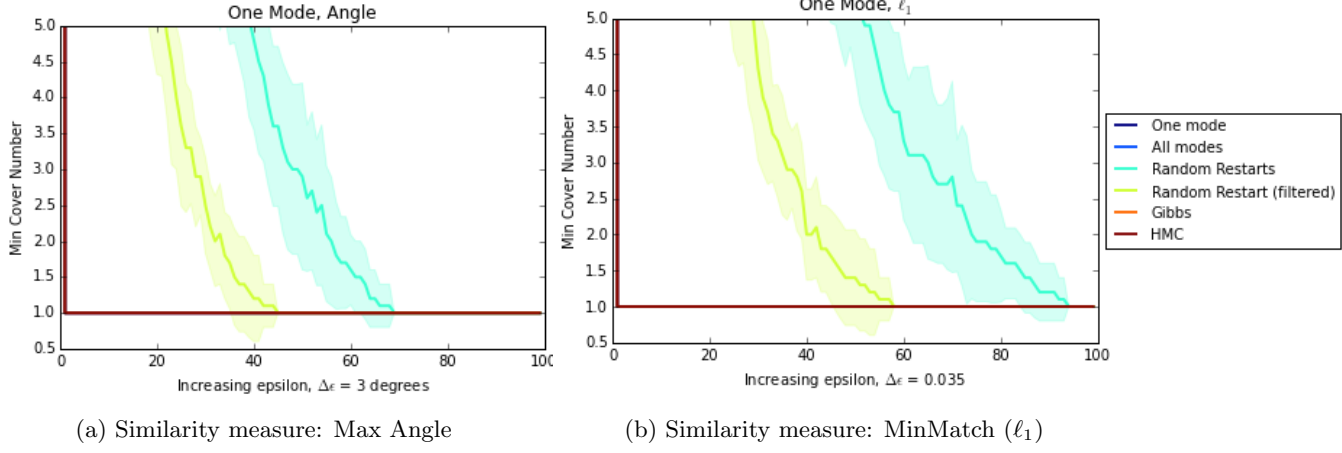 One Mode, Angle
5.0
4.5
4.0
3.5
3.0
2.5
2.0
1.5
1.0
0.5
Min Cover Number
0 20 40 60 80 100
Increasing epsilon, Δϵ = 3 degrees
(a) Similarity measure: Max Angle
One Mode, ℓ₁
5.0
4.5
4.0
3.5
3.0
2.5
2.0
1.5
1.0
0.5
Min Cover Number
0 20 40 60 80 100
Increasing epsilon, Δϵ = 0.035
(b) Similarity measure: MinMatch (ℓ₁)
One mode
All modes
Random Restarts
Random Restart (filtered)
Gibbs
HMC